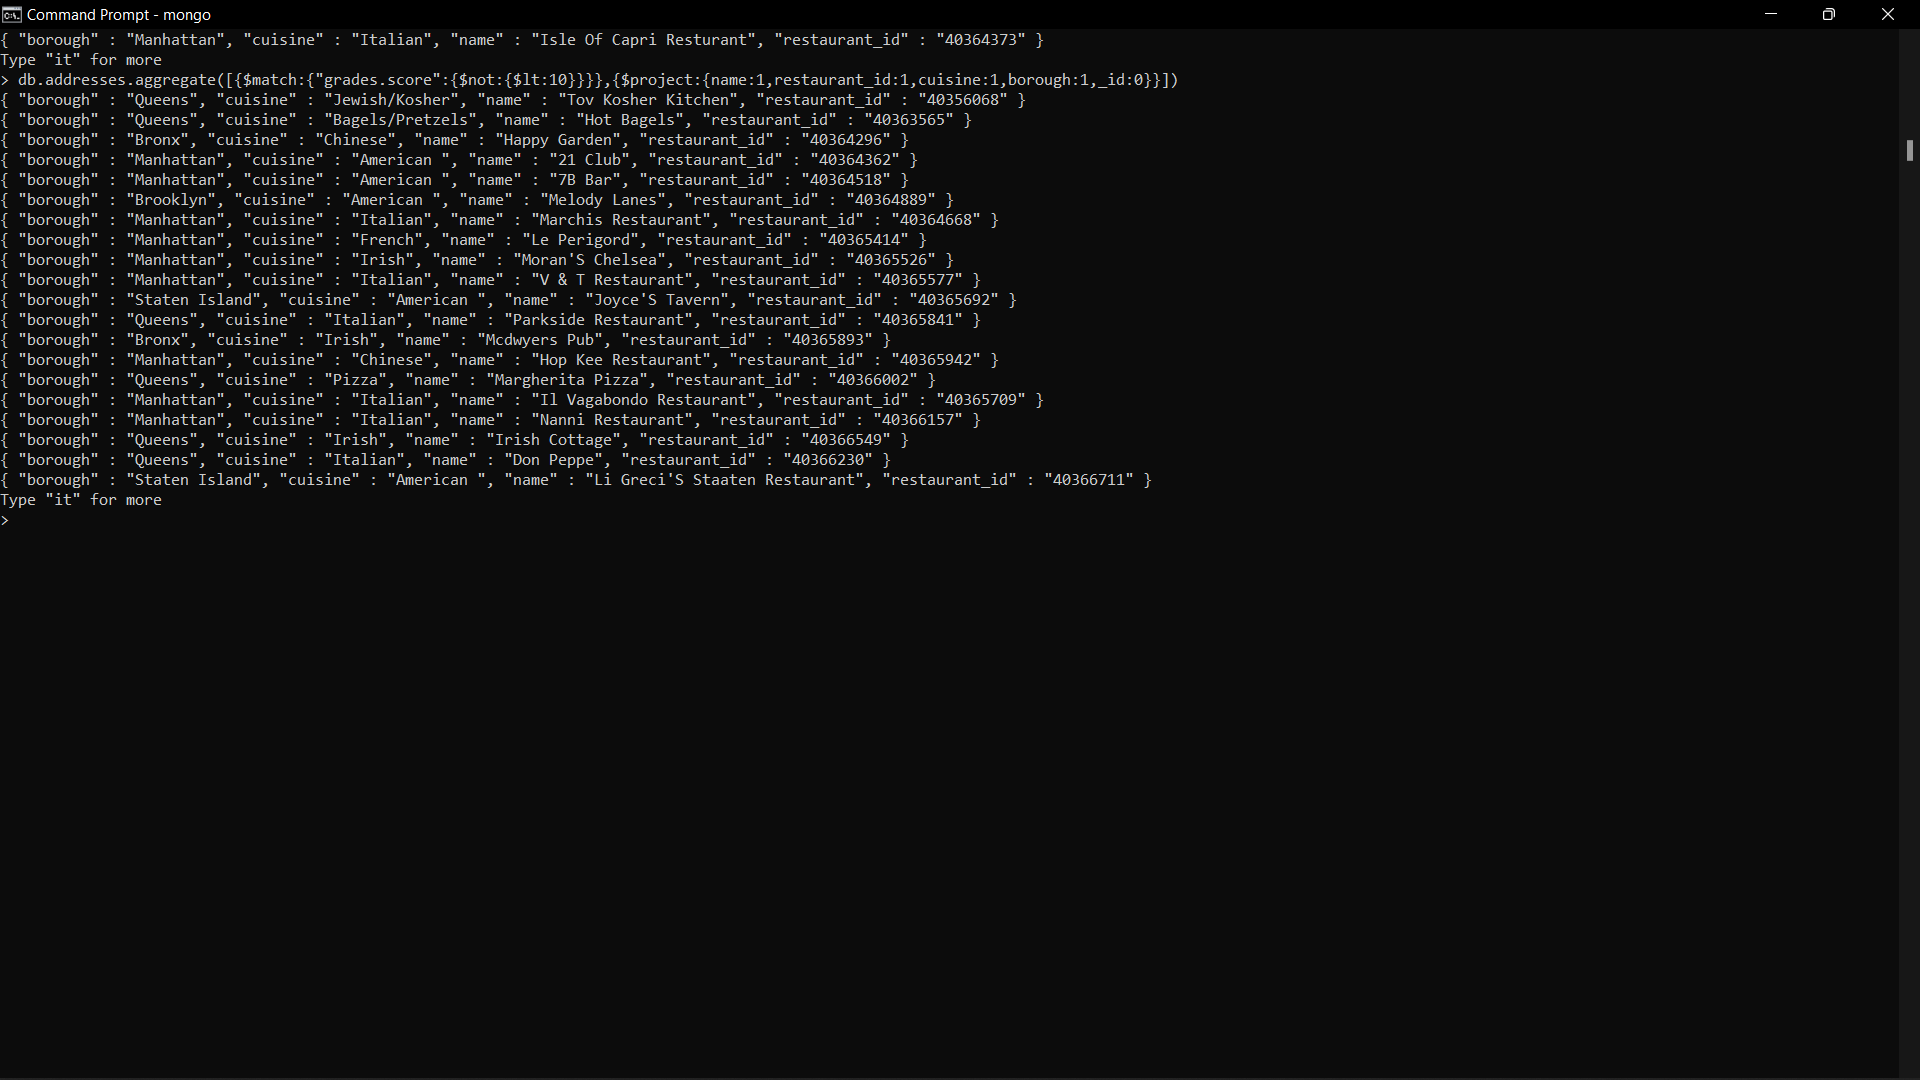 Command Prompt - mongo
{ "borough" : "Manhattan", "cuisine" : "Italian", "name" : "Isle Of Capri Resturant", "restaurant_id" : "40364373" }
Type "it" for more
> db.addresses.aggregate([{$match:{"grades.score":{$not:{$lt:10}}}},{$project:{name:1,restaurant_id:1,cuisine:1,borough:1,_id:0}}])
{ "borough" : "Queens", "cuisine" : "Jewish/Kosher", "name" : "Tov Kosher Kitchen", "restaurant_id" : "40356068" }
{ "borough" : "Queens", "cuisine" : "Bagels/Pretzels", "name" : "Hot Bagels", "restaurant_id" : "40363565" }
{ "borough" : "Bronx", "cuisine" : "Chinese", "name" : "Happy Garden", "restaurant_id" : "40364296" }
{ "borough" : "Manhattan", "cuisine" : "American ", "name" : "21 Club", "restaurant_id" : "40364362" }
{ "borough" : "Manhattan", "cuisine" : "American ", "name" : "7B Bar", "restaurant_id" : "40364518" }
{ "borough" : "Brooklyn", "cuisine" : "American ", "name" : "Melody Lanes", "restaurant_id" : "40364889" }
{ "borough" : "Manhattan", "cuisine" : "Italian", "name" : "Marchis Restaurant", "restaurant_id" : "40364668" }
{ "borough" : "Manhattan", "cuisine" : "French", "name" : "Le Perigord", "restaurant_id" : "40365414" }
{ "borough" : "Manhattan", "cuisine" : "Irish", "name" : "Moran'S Chelsea", "restaurant_id" : "40365526" }
{ "borough" : "Manhattan", "cuisine" : "Italian", "name" : "V & T Restaurant", "restaurant_id" : "40365577" }
{ "borough" : "Staten Island", "cuisine" : "American ", "name" : "Joyce'S Tavern", "restaurant_id" : "40365692" }
{ "borough" : "Queens", "cuisine" : "Italian", "name" : "Parkside Restaurant", "restaurant_id" : "40365841" }
{ "borough" : "Bronx", "cuisine" : "Irish", "name" : "Mcdwyers Pub", "restaurant_id" : "40365893" }
{ "borough" : "Manhattan", "cuisine" : "Chinese", "name" : "Hop Kee Restaurant", "restaurant_id" : "40365942" }
{ "borough" : "Queens", "cuisine" : "Pizza", "name" : "Margherita Pizza", "restaurant_id" : "40366002" }
{ "borough" : "Manhattan", "cuisine" : "Italian", "name" : "Il Vagabondo Restaurant", "restaurant_id" : "40365709" }
{ "borough" : "Manhattan", "cuisine" : "Italian", "name" : "Nanni Restaurant", "restaurant_id" : "40366157" }
{ "borough" : "Queens", "cuisine" : "Irish", "name" : "Irish Cottage", "restaurant_id" : "40366549" }
{ "borough" : "Queens", "cuisine" : "Italian", "name" : "Don Peppe", "restaurant_id" : "40366230" }
{ "borough" : "Staten Island", "cuisine" : "American ", "name" : "Li Greci'S Staaten Restaurant", "restaurant_id" : "40366711" }
Type "it" for more
>